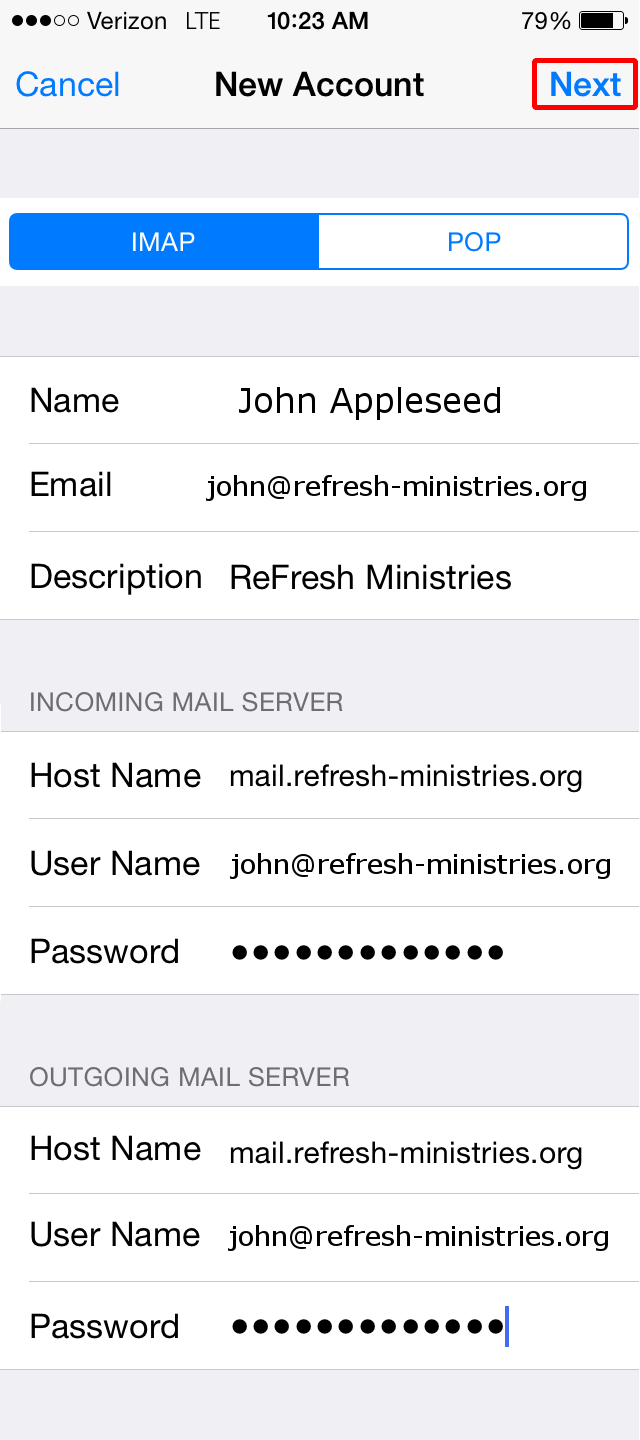 ●●●○○ Verizon LTE 10:23 AM 79%
Cancel New Account Next
IMAP POP
Name John Appleseed
Email john@refresh-ministries.org
Description ReFresh Ministries
INCOMING MAIL SERVER
Host Name mail.refresh-ministries.org
User Name john@refresh-ministries.org
Password ●●●●●●●●●●●●●
OUTGOING MAIL SERVER
Host Name mail.refresh-ministries.org
User Name john@refresh-ministries.org
Password ●●●●●●●●●●●●●